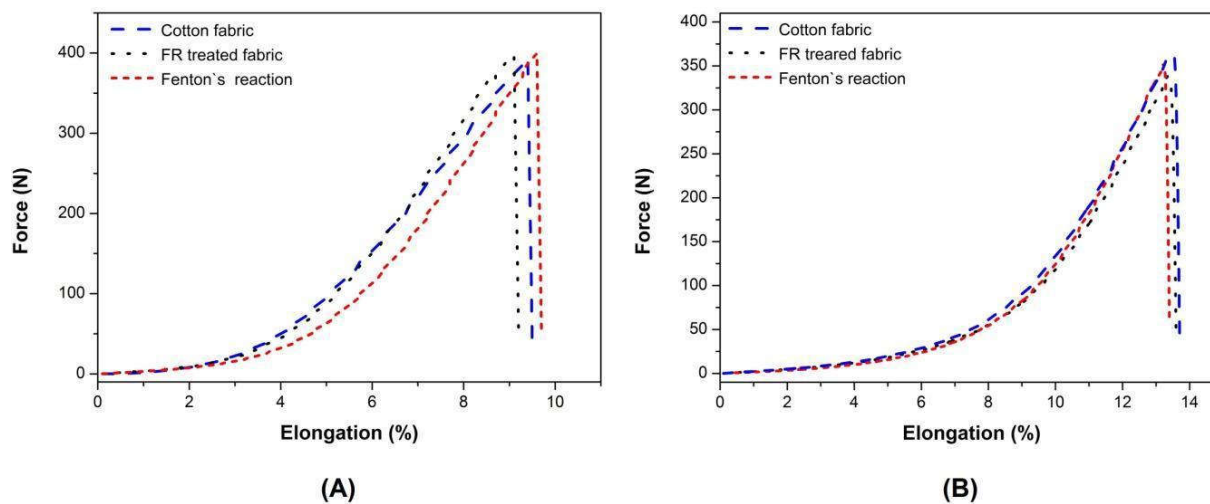 Cotton fabric
FR treated fabric
Fenton`s  reaction
400
300
200
100
0
Force (N)
0
2
4
6
8
10
Elongation (%)
(A)
Cotton fabric
FR treared fabric
Fenton`s reaction
400
350
300
250
200
150
100
50
0
Force (N)
0
2
4
6
8
10
12
14
Elongation (%)
(B)